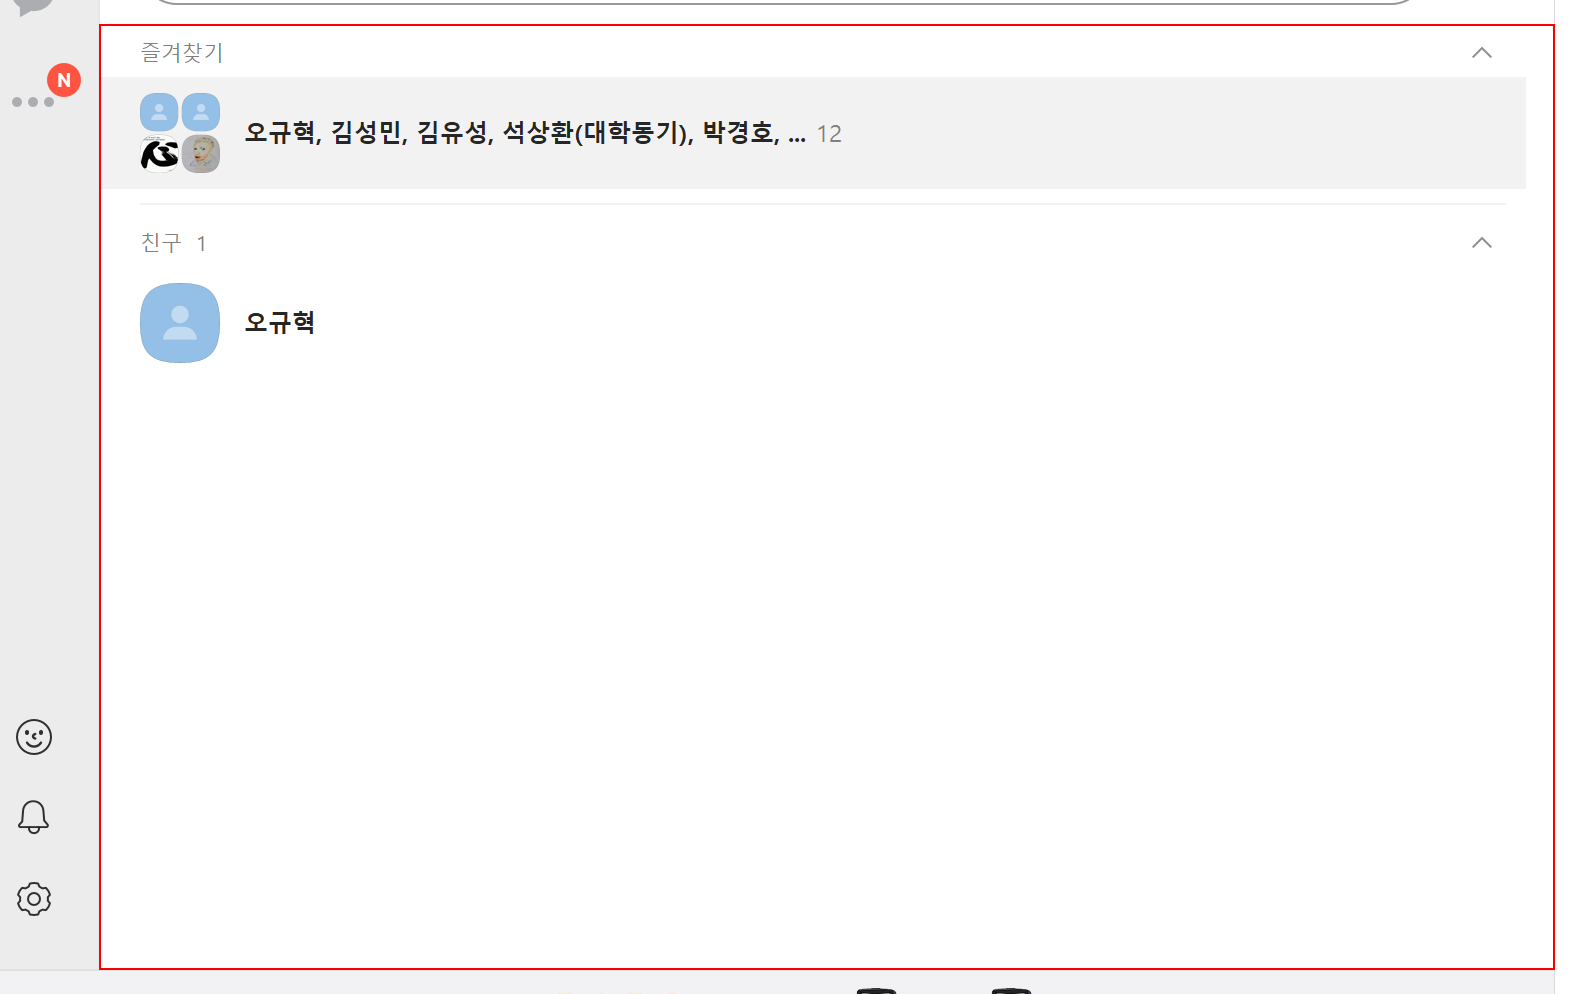 N
즐겨찾기
오규혁, 김성민, 김유성, 석상환(대학동기), 박경호, ... 12
친구 1
오규혁